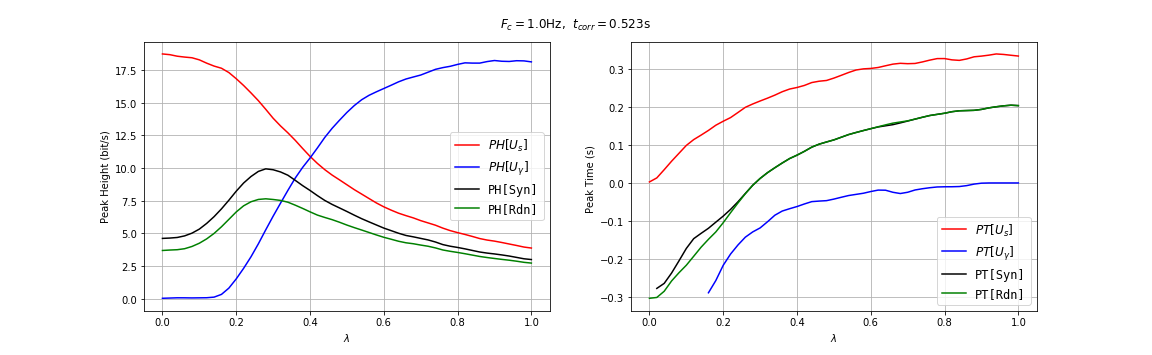 F_c = 1.0Hz, t_corr = 0.523s
Peak Height (bit/s)
17.5
15.0
12.5
10.0
7.5
5.0
2.5
0.0
0.0 0.2 0.4 0.6 0.8 1.0
λ
PH[U_s]
PH[U_γ]
PH[Syn]
PH[Rdn]
Peak Time (s)
0.3
0.2
0.1
0.0
−0.1
−0.2
−0.3
0.0 0.2 0.4 0.6 0.8 1.0
λ
PT[U_s]
PT[U_γ]
PT[Syn]
PT[Rdn]